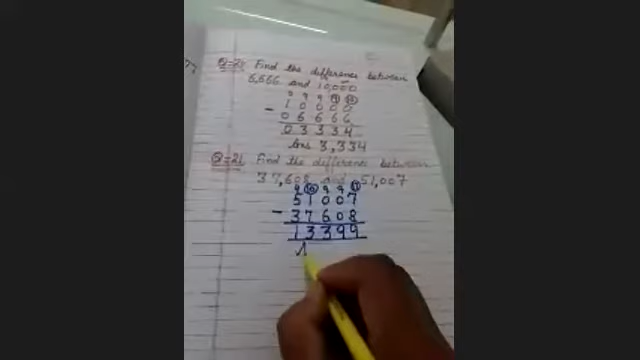 Q=20 Find the difference between
6,666 and 10,000
9 9 9 9 10
1 0 0 0 0
- 0 6 6 6 6
0 3 3 3 4
Ans 3,334
Q=21 Find the difference between
37,608 and 51,007
5 1 0 0 7
- 3 7 6 0 8
1 3 3 9 9
A